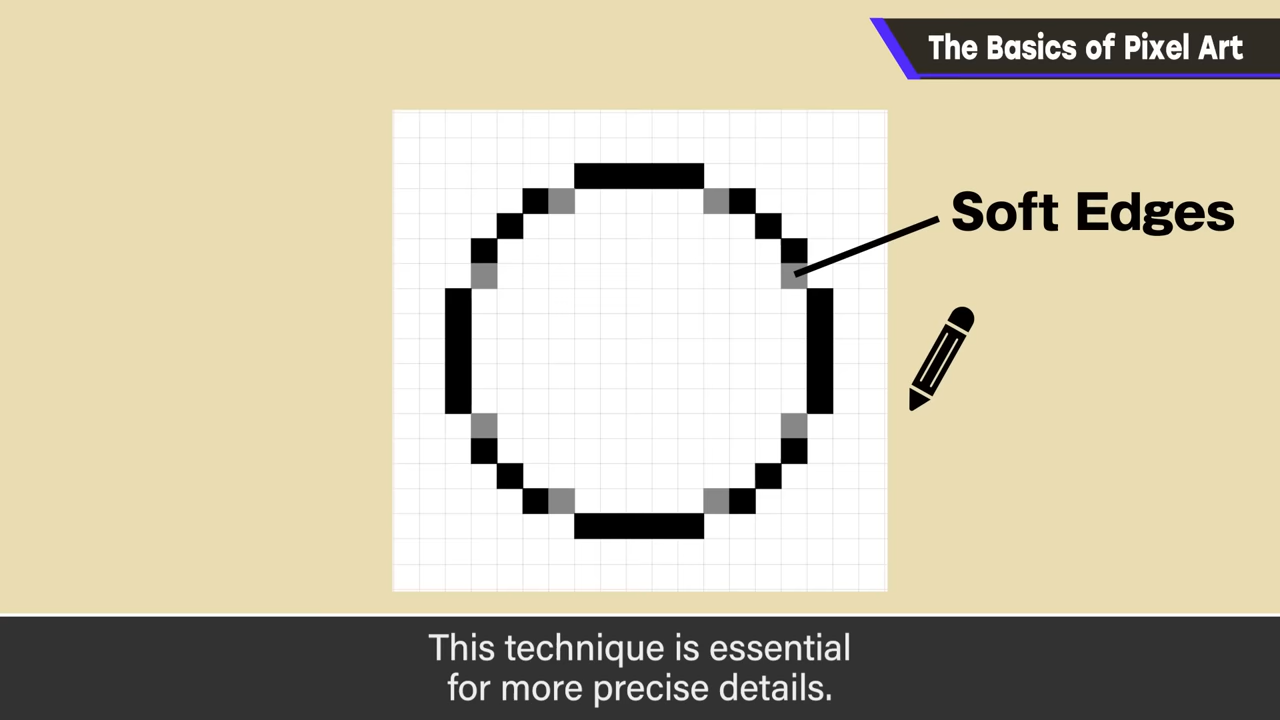 The Basics of Pixel Art
Soft Edges
This technique is essential
for more precise details.